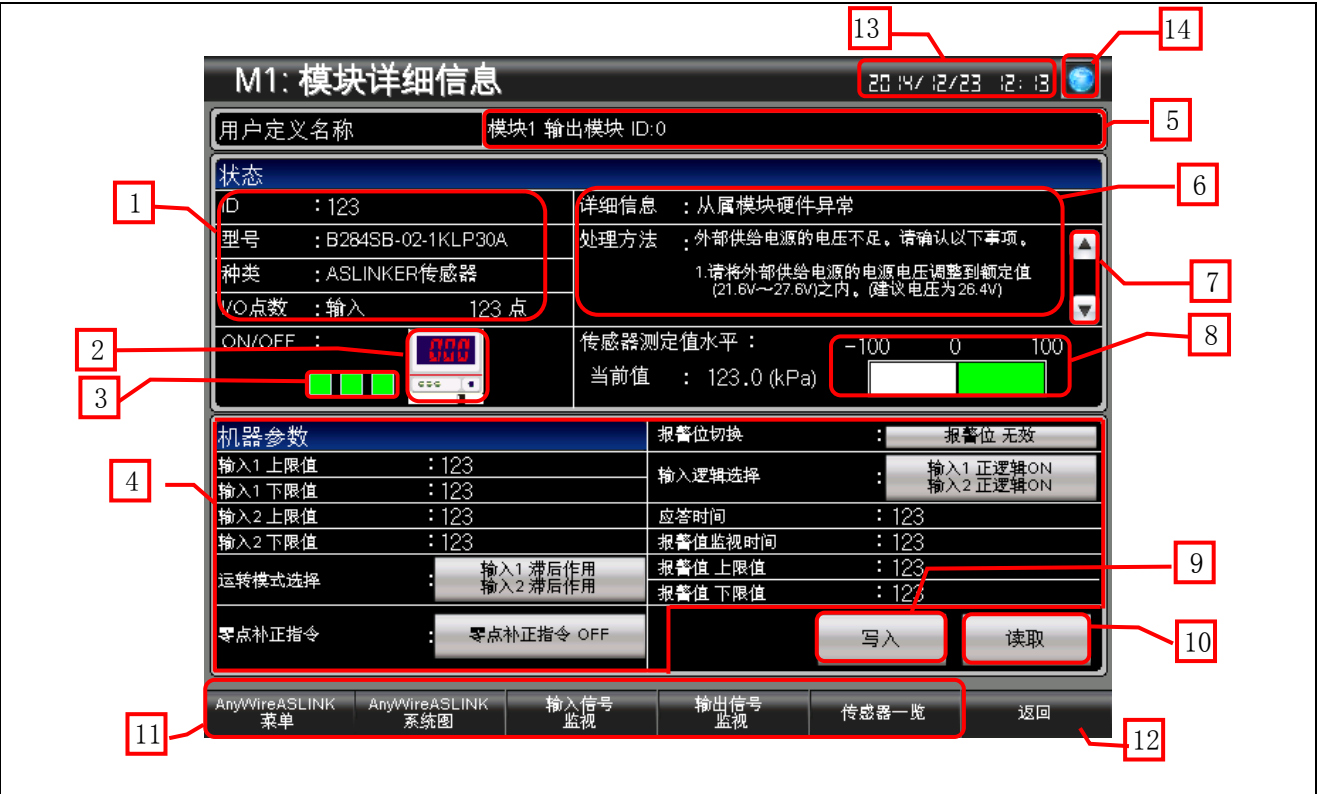 13
14
M1: 模块详细信息
2014/12/23 12:13
用户定义名称
模块1 输出模块 ID:0
5
状态
1
6
ID :123
详细信息 :从属模块硬件异常
型号 :B284SB-02-1KLP30A
处理方法 :外部供给电源的电压不足。请确认以下事项。
种类 :ASLINKER传感器
1.请将外部供给电源的电源电压调整到额定值
(21.6V～27.6V)之内。(建议电压为26.4V)
7
I/O点数 :输入 123 点
ON/OFF :
000
传感器测定值水平:
-100 0 100
8
2
3
当前值 : 123.0 (kPa)
机器参数
报警位切换 : 报警位 无效
输入1 上限值 :123
输入1 下限值 :123
输入逻辑选择 : 输入1 正逻辑ON
输入2 正逻辑ON
4
输入2 上限值 :123
应答时间 :123
输入2 下限值 :123
报警值监视时间 :123
运转模式选择 : 输入1 滞后作用
输入2 滞后作用
报警值 上限值 :123
报警值 下限值 :123
9
零点补正指令 : 零点补正指令 OFF
写入
读取
10
AnyWireASLINK
菜单
AnyWireASLINK
系统图
输入信号
监视
输出信号
监视
传感器一览
返回
11
12